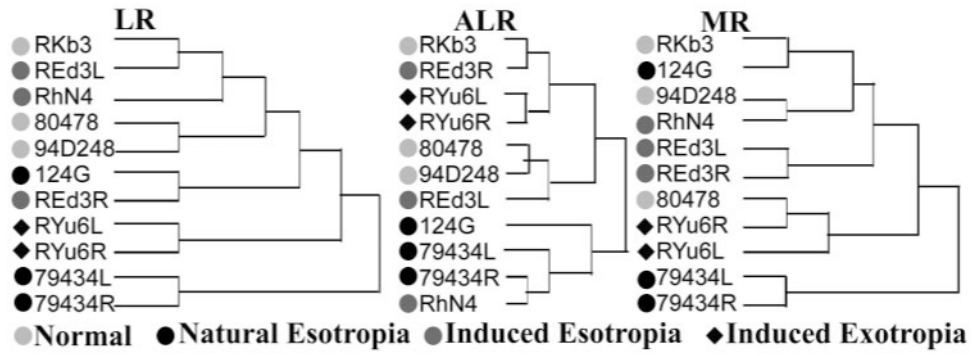 LR
RKb3
REd3L
RhN4
80478
94D248
124G
REd3R
RYu6L
RYu6R
79434L
79434R
ALR
RKb3
REd3R
RYu6L
RYu6R
80478
94D248
REd3L
124G
79434L
79434R
RhN4
MR
RKb3
124G
94D248
RhN4
REd3L
REd3R
80478
RYu6R
RYu6L
79434L
79434R
Normal Natural Esotropia Induced Esotropia Induced Exotropia